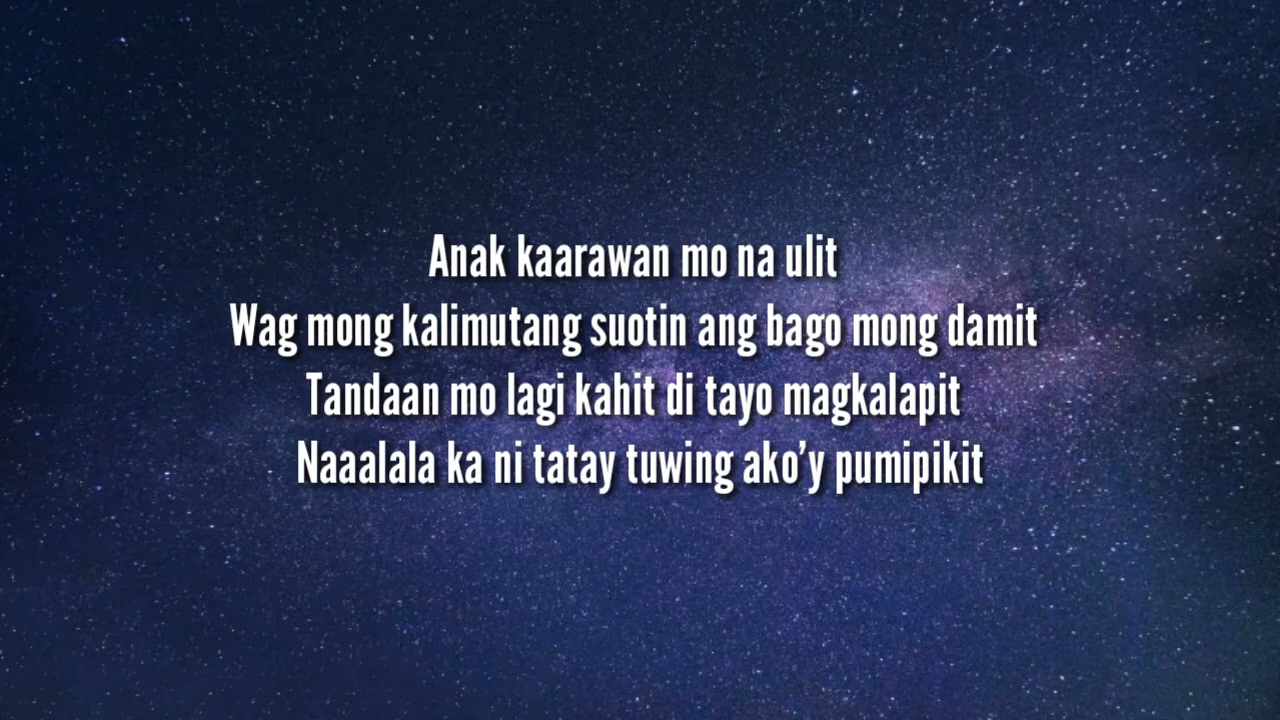 Anak kaarawan mo na ulit
Wag mong kalimutang suotin ang bago mong damit
Tandaan mo lagi kahit di tayo magkalapit
Naaalala ka ni tatay tuwing ako’y pumipikit